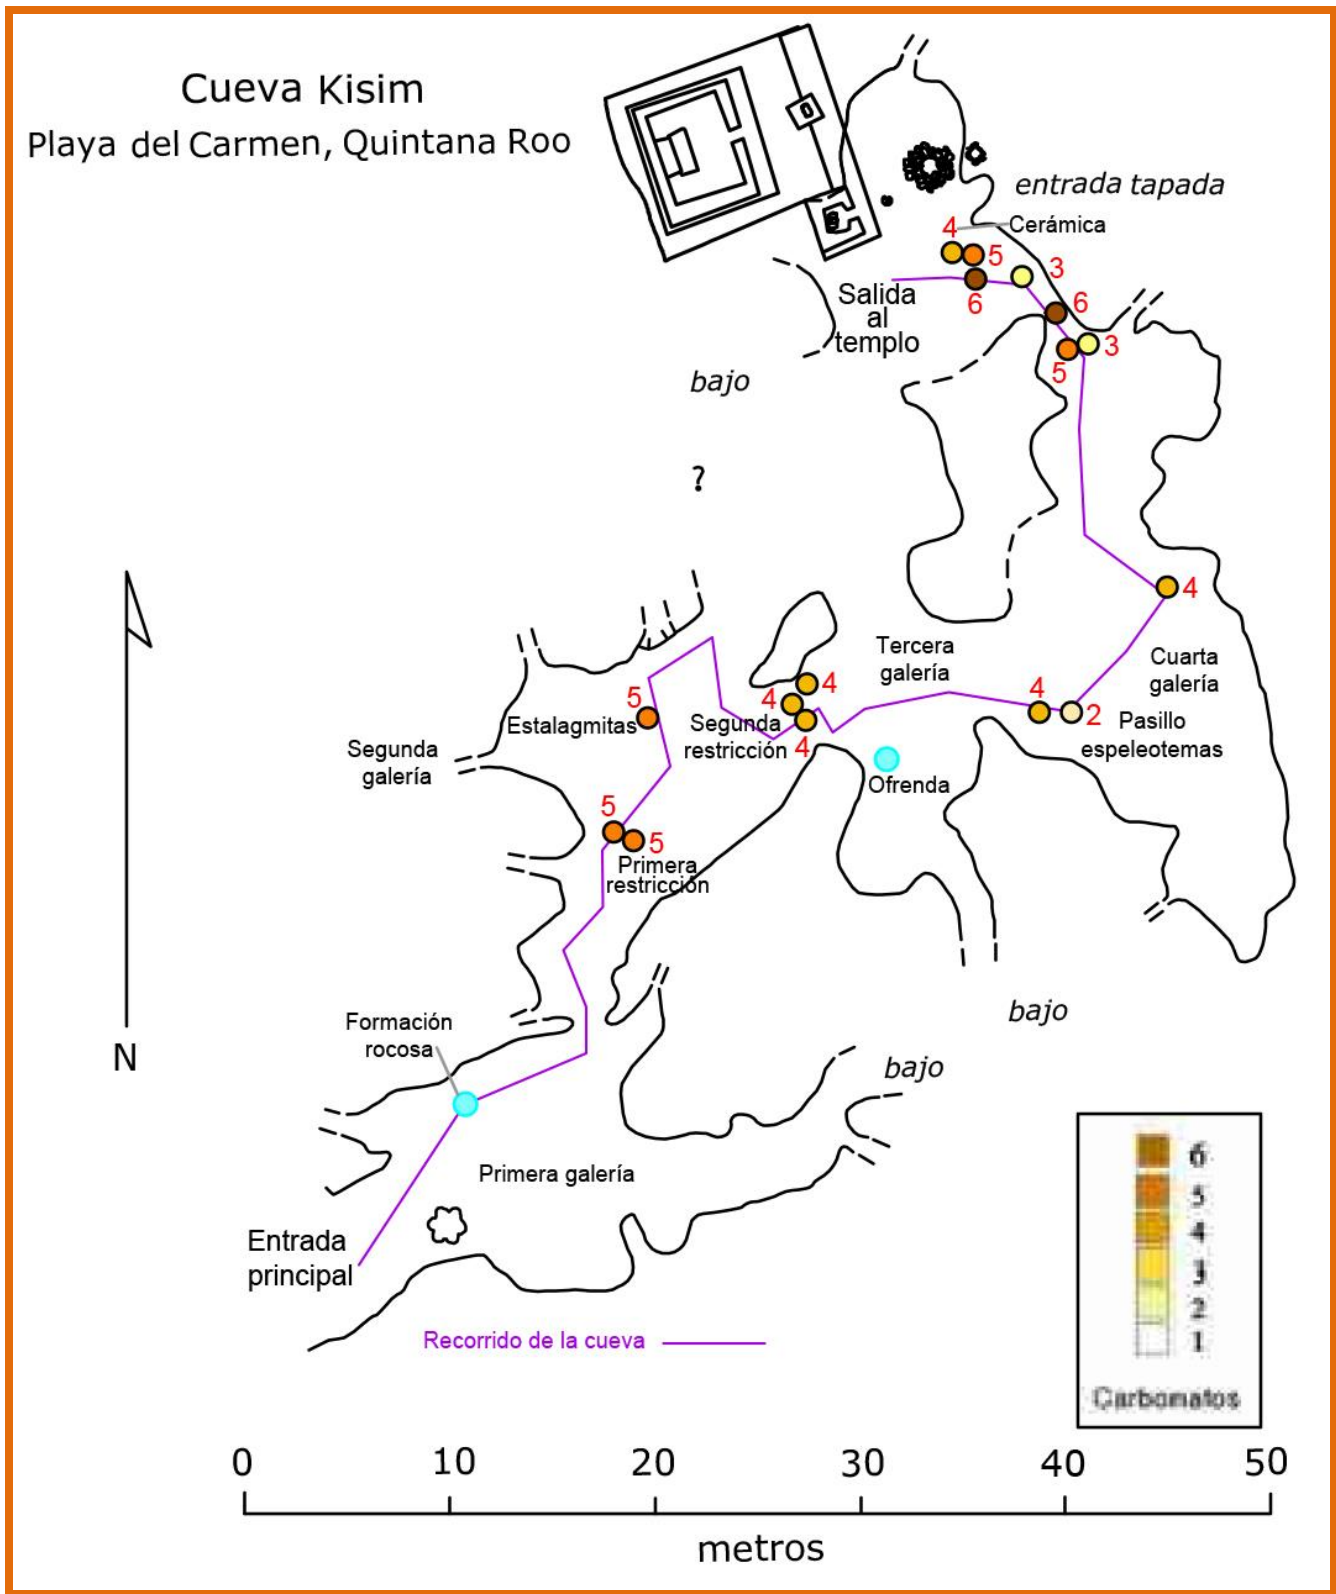 Cueva Kisim
Playa del Carmen, Quintana Roo
entrada tapada
4
Cerámica
5
3
6
6
Salida
al
templo
3
5
bajo
?
4
Tercera
galería
Cuarta
galería
4
4
4
2
5
Estalagmitas
Segunda
restricción
4
Pasillo
espeleotemas
Segunda
galería
Ofrenda
5
5
Primera
restricción
bajo
Formación
rocosa
N
bajo
Primera galería
Entrada
principal
6
5
4
3
2
1
Carbomatos
Recorrido de la cueva
0 10 20 30 40 50
metros